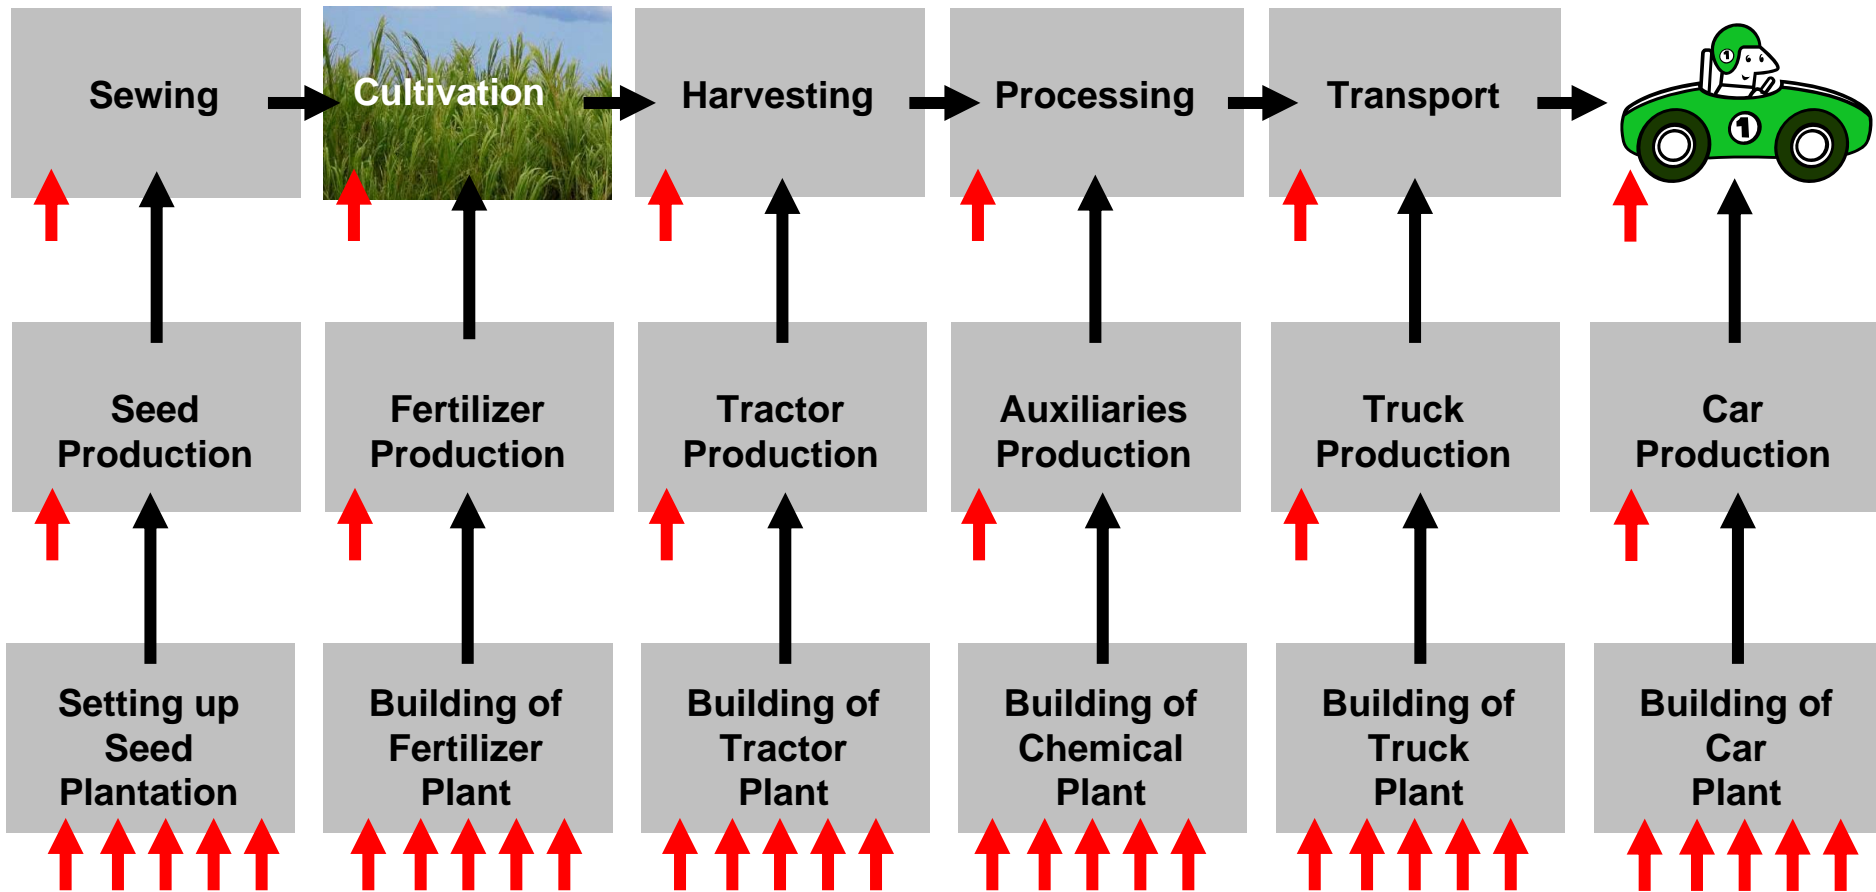 Sewing
Cultivation
Harvesting
Processing
Transport
1
1
Seed
Production
Fertilizer
Production
Tractor
Production
Auxiliaries
Production
Truck
Production
Car
Production
Setting up
Seed
Plantation
Building of
Fertilizer
Plant
Building of
Tractor
Plant
Building of
Chemical
Plant
Building of
Truck
Plant
Building of
Car
Plant